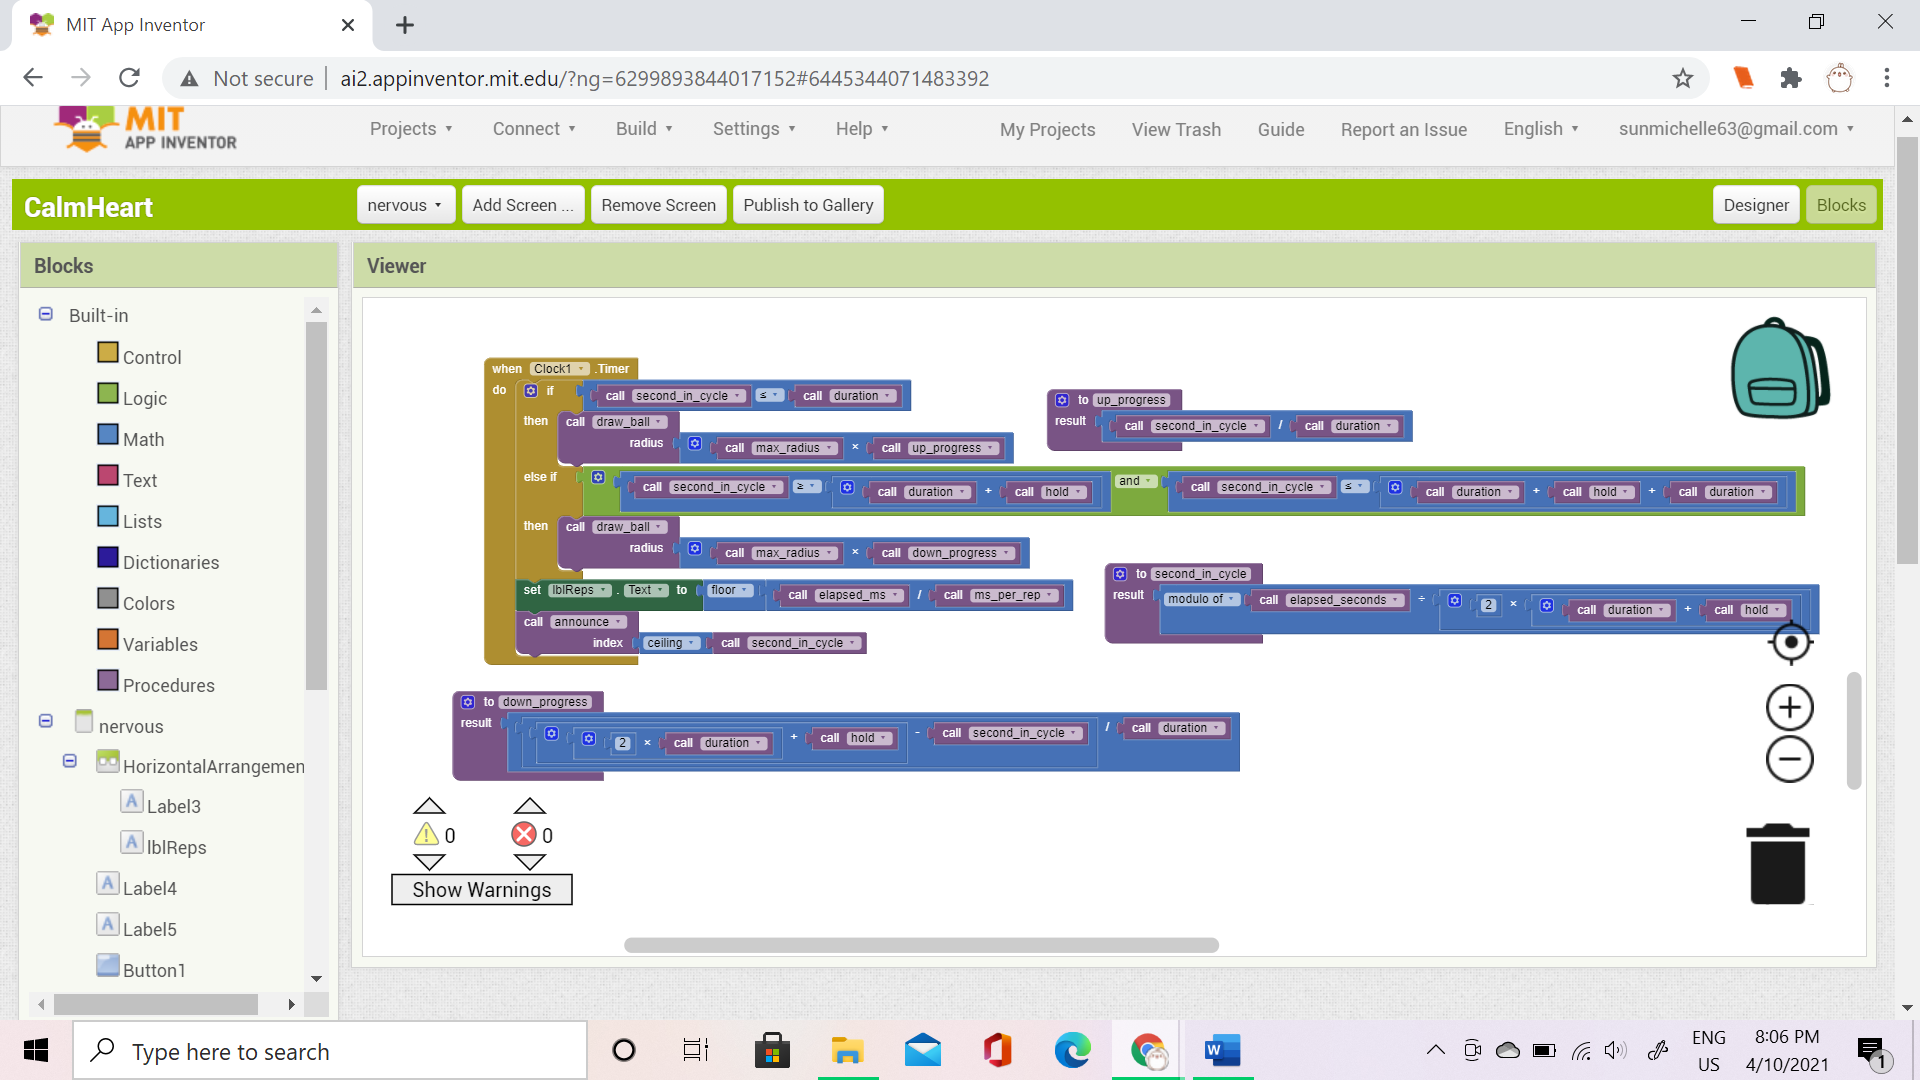 MIT App Inventor
Not secure | ai2.appinventor.mit.edu/?ng=6299893844017152#6445344071483392
MIT
APP INVENTOR
Projects Connect Build Settings Help My Projects View Trash Guide Report an Issue English sunmichelle63@gmail.com
CalmHeart nervous Add Screen ... Remove Screen Publish to Gallery Designer Blocks
Blocks
Built-in
Control
Logic
Math
Text
Lists
Dictionaries
Colors
Variables
Procedures
nervous
HorizontalArrangemen
Label3
lblReps
Label4
Label5
Button1
Viewer
when Clock1 .Timer
do if call second_in_cycle ≤ call duration
then call draw_ball
radius call max_radius × call up_progress
else if call second_in_cycle ≥ call duration + call hold and call second_in_cycle ≤ call duration + call hold + call duration
then call draw_ball
radius call max_radius × call down_progress
set lblReps . Text to floor call elapsed_ms / call ms_per_rep
call announce
index ceiling call second_in_cycle
to up_progress
result call second_in_cycle / call duration
to second_in_cycle
result modulo of call elapsed_seconds ÷ 2 × call duration + call hold
to down_progress
result 2 × call duration + call hold - call second_in_cycle / call duration
0 0
Show Warnings
Type here to search
ENG
US
8:06 PM
4/10/2021
1